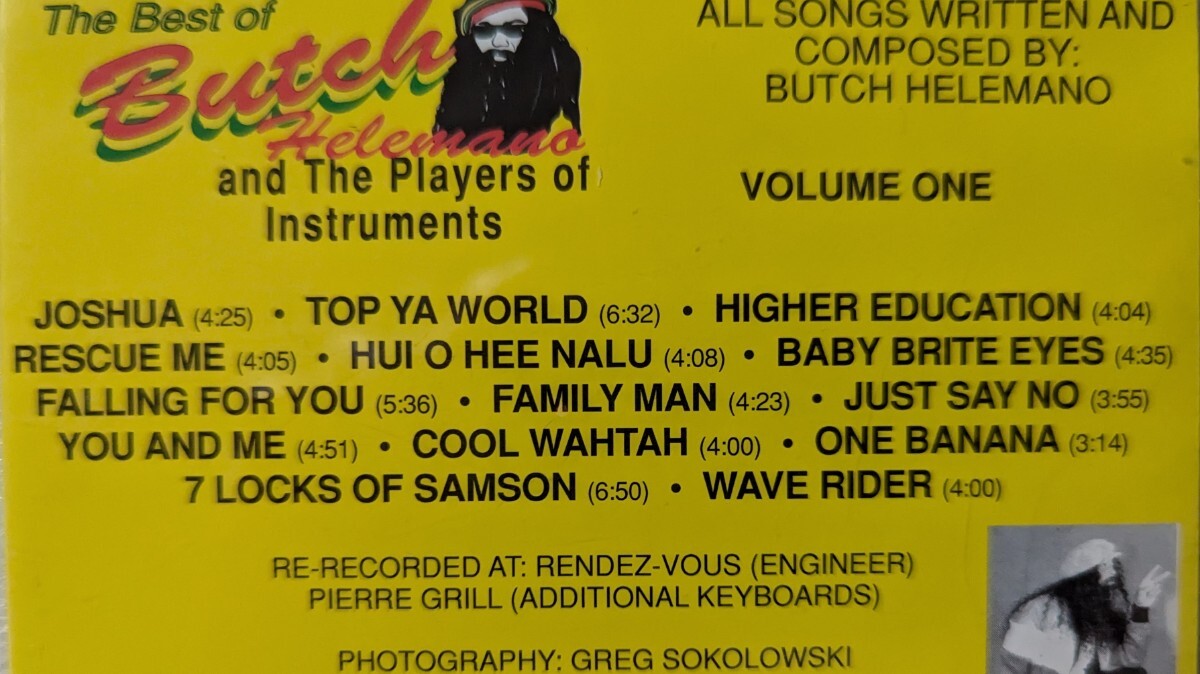 The Best of
Butch
Helemano
and The Players of
Instruments
ALL SONGS WRITTEN AND
COMPOSED BY:
BUTCH HELEMANO
VOLUME ONE
JOSHUA (4:25) • TOP YA WORLD (6:32) • HIGHER EDUCATION (4:04)
RESCUE ME (4:05) • HUI O HEE NALU (4:08) • BABY BRITE EYES (4:35)
FALLING FOR YOU (5:36) • FAMILY MAN (4:23) • JUST SAY NO (3:55)
YOU AND ME (4:51) • COOL WAHTAH (4:00) • ONE BANANA (3:14)
7 LOCKS OF SAMSON (6:50) • WAVE RIDER (4:00)
RE-RECORDED AT: RENDEZ-VOUS (ENGINEER)
PIERRE GRILL (ADDITIONAL KEYBOARDS)
PHOTOGRAPHY: GREG SOKOLOWSKI